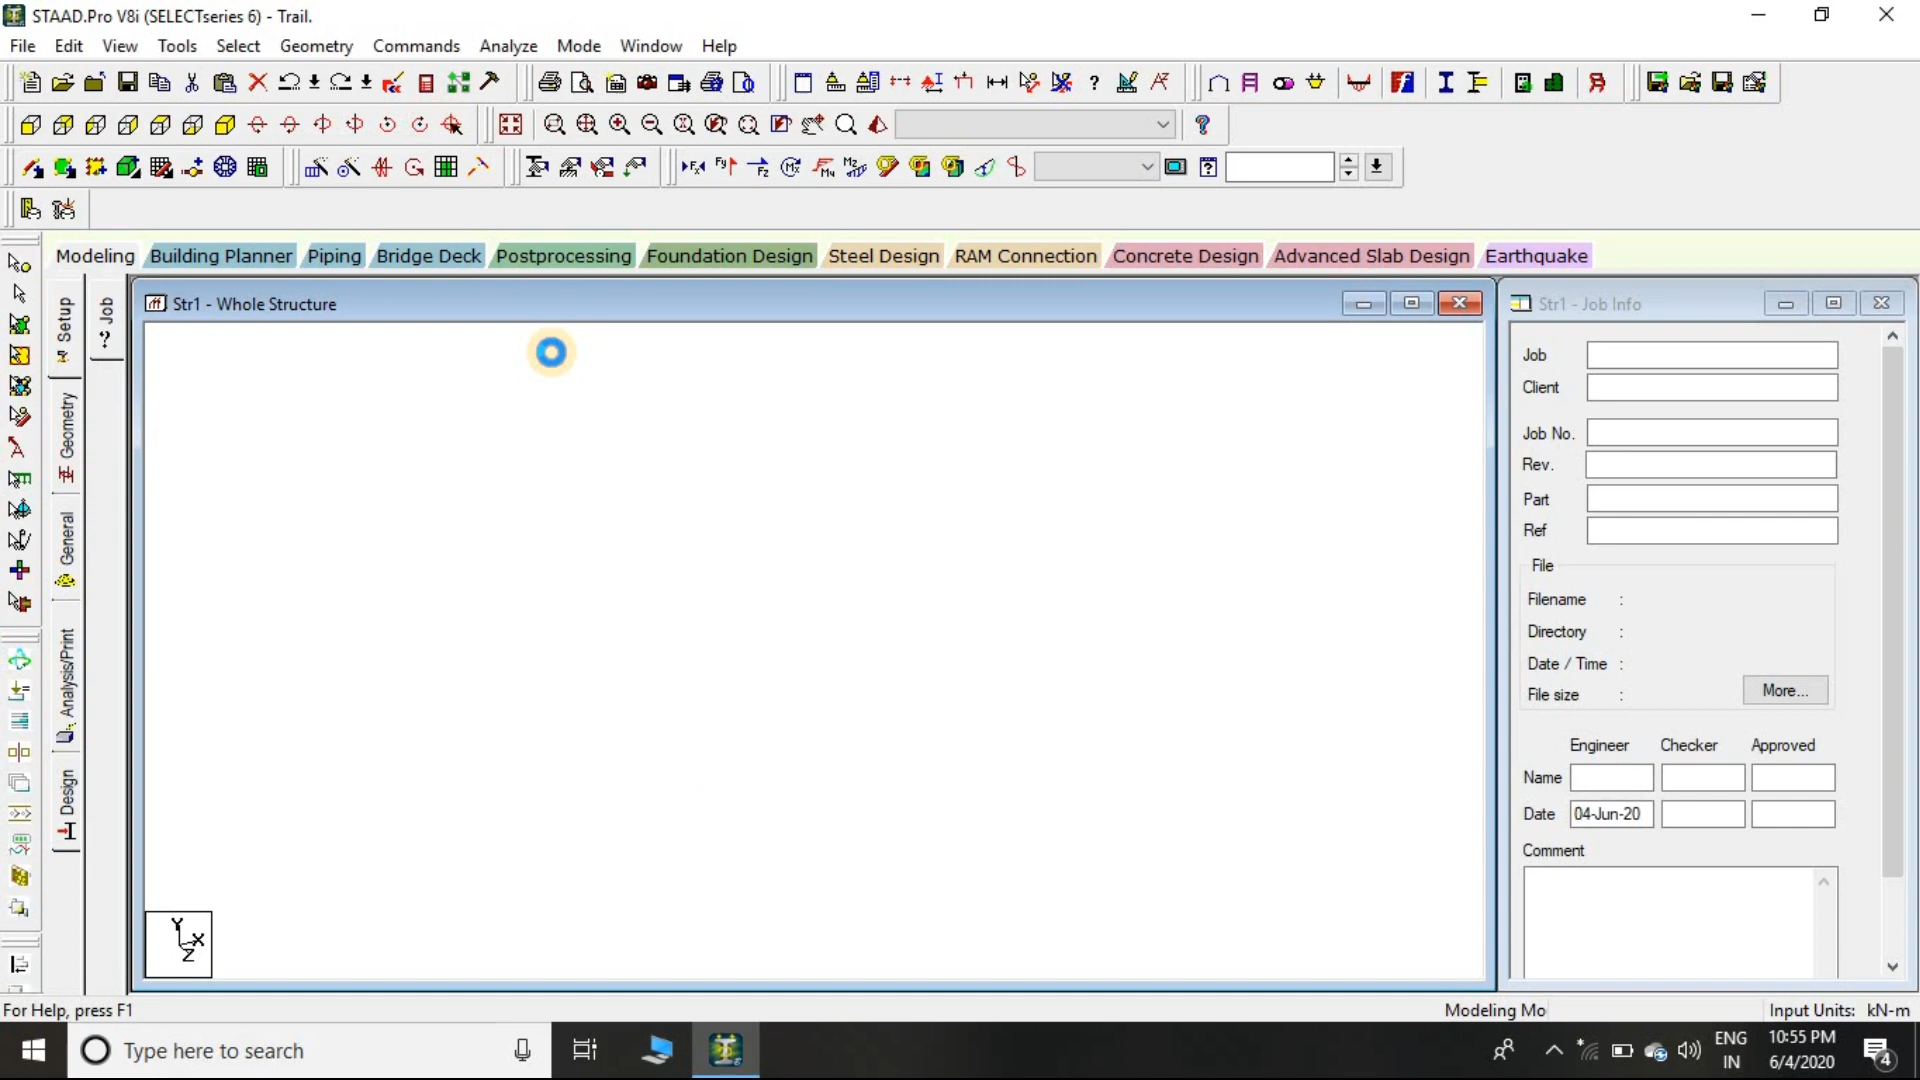 STAAD.Pro V8i (SELECTseries 6) - Trail.
File Edit View Tools Select Geometry Commands Analyze Mode Window Help
Modeling Building Planner Piping Bridge Deck Postprocessing Foundation Design Steel Design RAM Connection Concrete Design Advanced Slab Design Earthquake
Setup
Geometry
General
Analysis/Print
Design
Job
Str1 - Whole Structure
Y
X
Z
Str1 - Job Info
Job
Client
Job No.
Rev.
Part
Ref
File
Filename :
Directory :
Date / Time :
File size :
More...
Engineer Checker Approved
Name
Date 04-Jun-20
Comment
For Help, press F1
Modeling Mo
Input Units: kN-m
Type here to search
ENG
IN
10:55 PM
6/4/2020
4